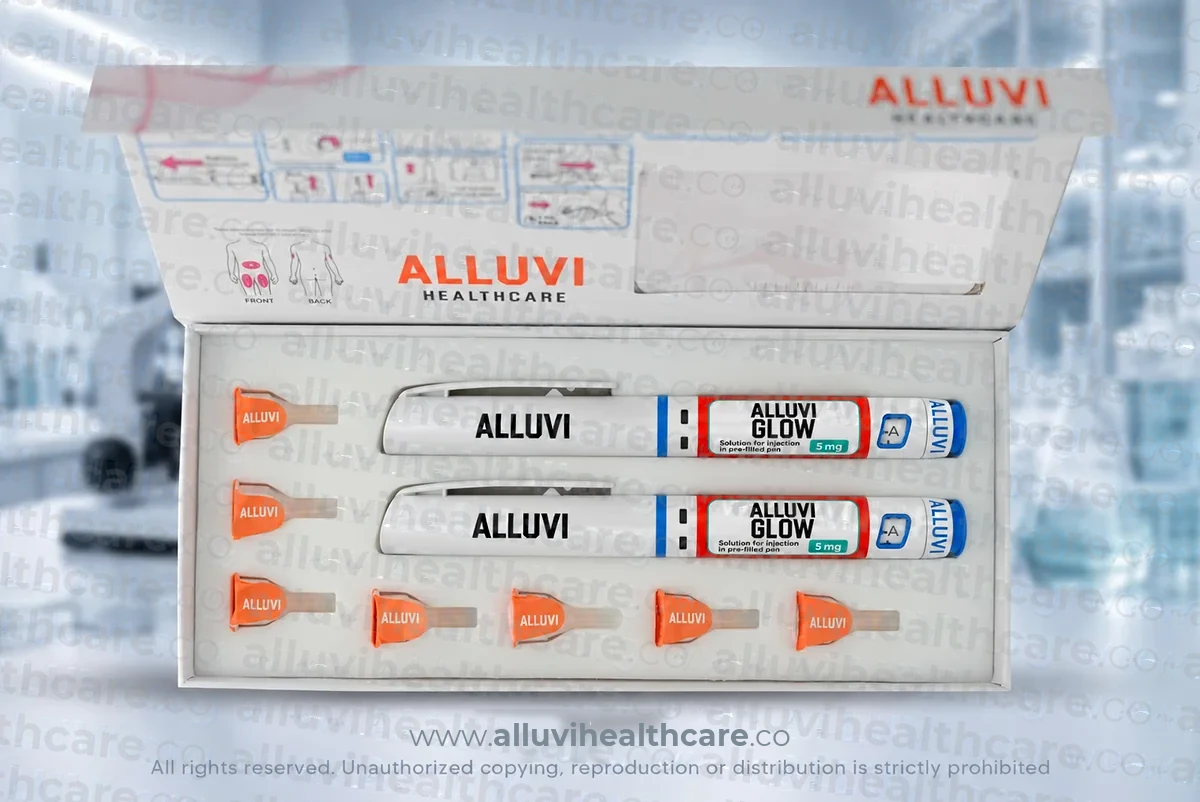 ALLUVI
HEALTHCARE
FRONT
BACK
ALLUVI
HEALTHCARE
ALLUVI
ALLUVI
ALLUVI
GLOW
Solution for injection
in pre-filled pen
5 mg
A
ALLUVI
ALLUVI
ALLUVI
ALLUVI
GLOW
Solution for injection
in pre-filled pen
5 mg
A
ALLUVI
ALLUVI
ALLUVI
ALLUVI
ALLUVI
ALLUVI
www.alluvihealthcare.co
All rights reserved. Unauthorized copying, reproduction or distribution is strictly prohibited
alluvihealthcare.co